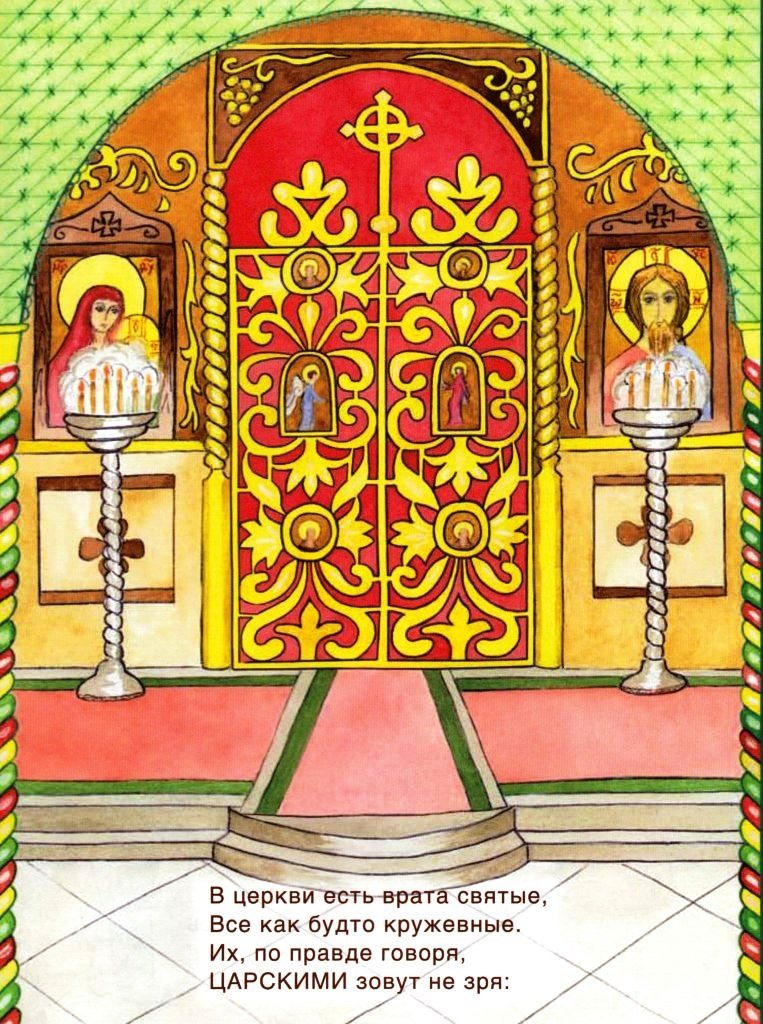 В церкви есть врата святые,
Все как будто кружевные.
Их, по правде говоря,
ЦАРСКИМИ зовут не зря: